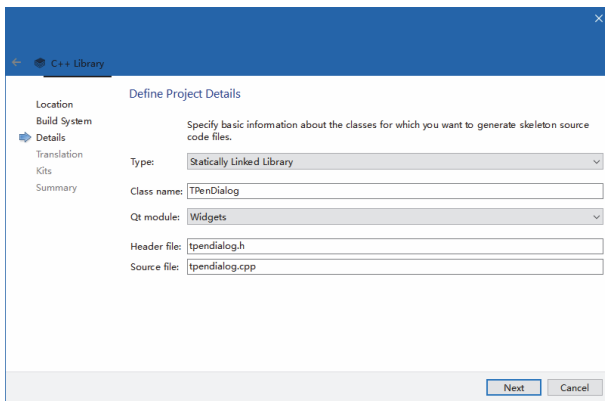 C++ Library
Location
Build System
Details
Translation
Kits
Summary
Define Project Details
Specify basic information about the classes for which you want to generate skeleton source
code files.
Type: Statically Linked Library
Class name: TPenDialog
Qt module: Widgets
Header file: tpendialog.h
Source file: tpendialog.cpp
Next Cancel